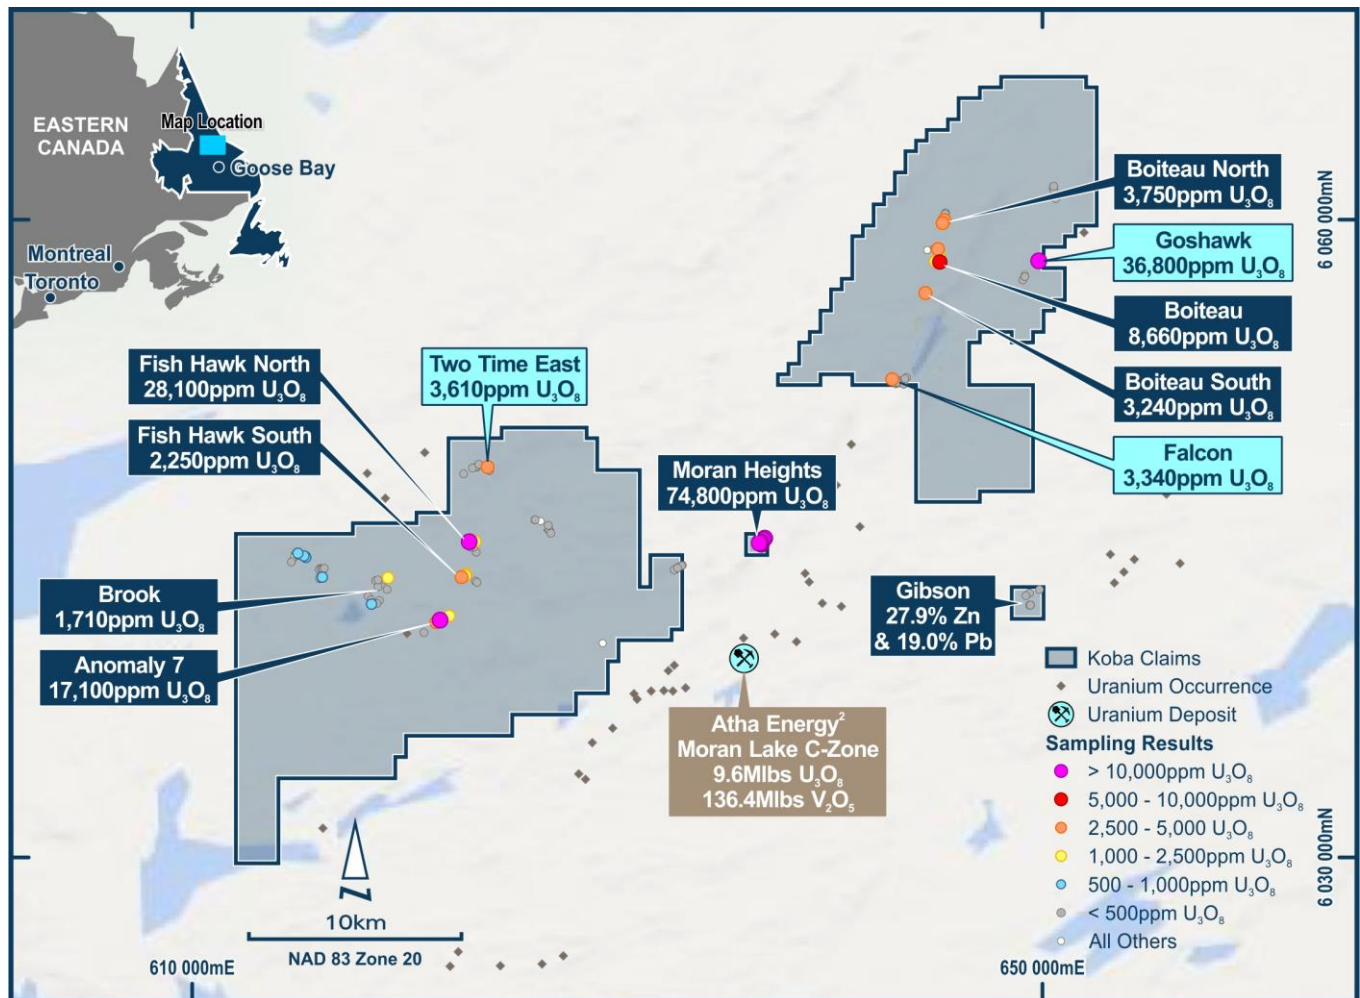 EASTERN
CANADA
Map Location
Goose Bay
Montreal
Toronto
Boiteau North
3,750ppm U₃O₈
Goshawk
36,800ppm U₃O₈
Boiteau
8,660ppm U₃O₈
Boiteau South
3,240ppm U₃O₈
Falcon
3,340ppm U₃O₈
6 060 000mN
Fish Hawk North
28,100ppm U₃O₈
Two Time East
3,610ppm U₃O₈
Fish Hawk South
2,250ppm U₃O₈
Moran Heights
74,800ppm U₃O₈
Brook
1,710ppm U₃O₈
Anomaly 7
17,100ppm U₃O₈
Gibson
27.9% Zn
& 19.0% Pb
Atha Energy²
Moran Lake C-Zone
9.6Mlbs U₃O₈
136.4Mlbs V₂O₅
Koba Claims
Uranium Occurrence
Uranium Deposit
Sampling Results
> 10,000ppm U₃O₈
5,000 - 10,000ppm U₃O₈
2,500 - 5,000 U₃O₈
1,000 - 2,500ppm U₃O₈
500 - 1,000ppm U₃O₈
< 500ppm U₃O₈
All Others
6 030 000mN
N
10km
NAD 83 Zone 20
610 000mE
650 000mE